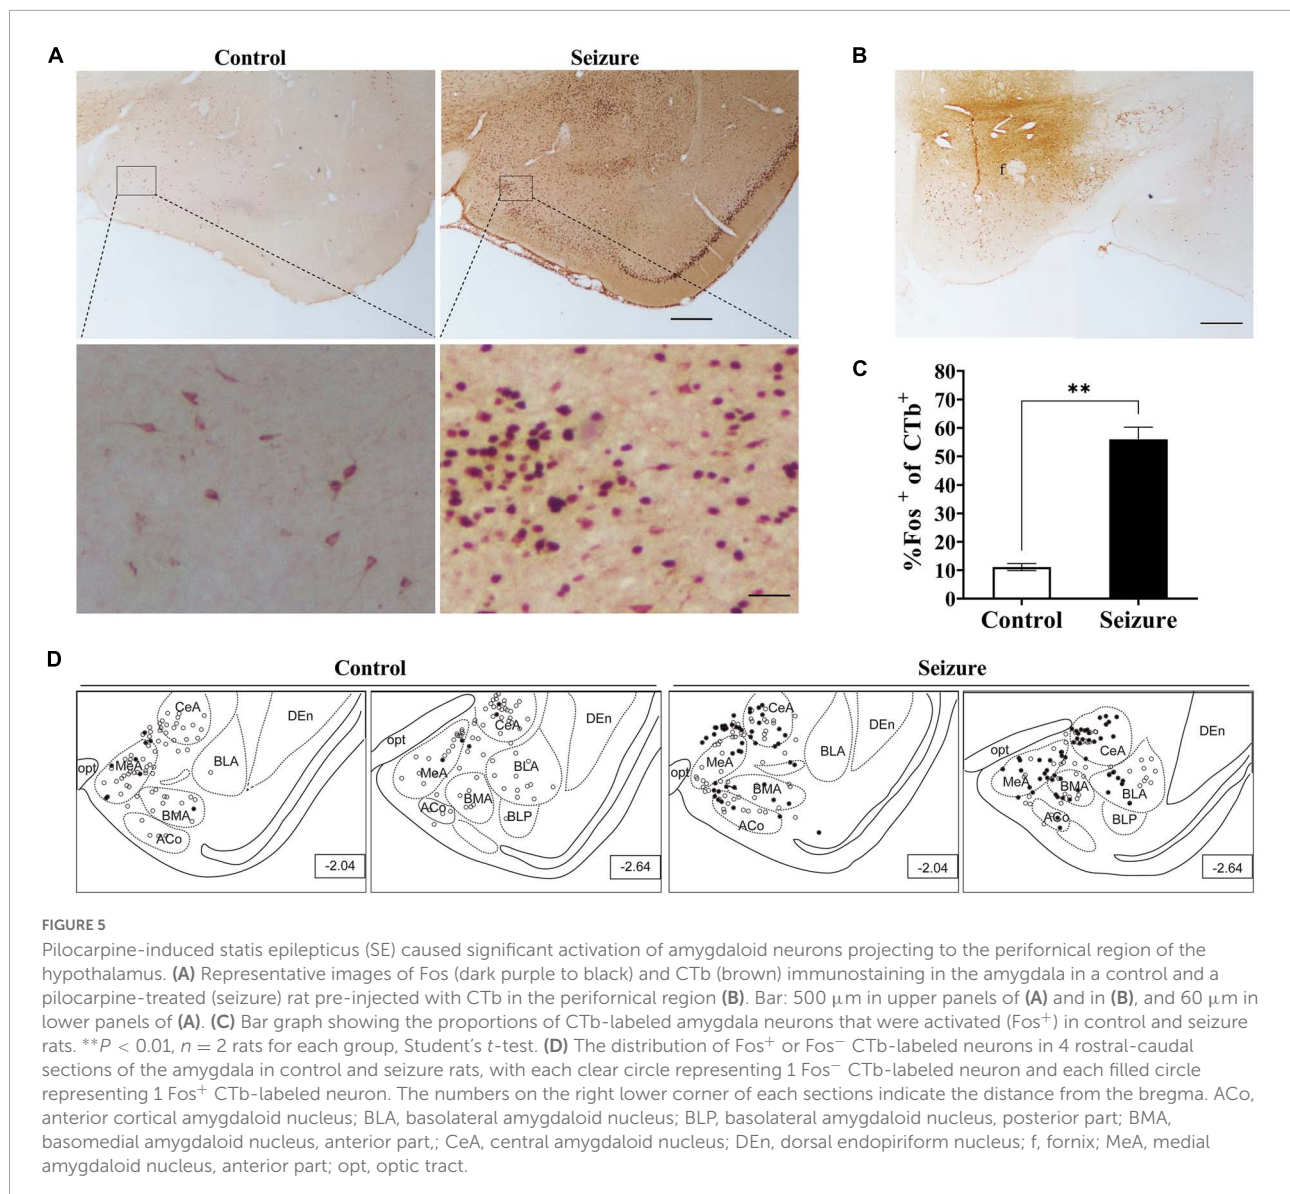 A
Control
Seizure
B
f
C
%Fos + of CTb+
80
70
60
50
40
30
20
10
0
**
Control
Seizure
D
Control
Seizure
CeA
DEn
opt
MeA
BLA
BMA
ACo
-2.04
opt
CeA
DEn
MeA
BLA
BMA
ACo
BLP
-2.64
CeA
DEn
MeA
BLA
opt
BMA
ACo
-2.04
opt
CeA
DEn
MeA
BMA
BLA
ACo
BLP
-2.64
FIGURE 5
Pilocarpine-induced statis epilepticus (SE) caused significant activation of amygdaloid neurons projecting to the perifornical region of the
hypothalamus. (A) Representative images of Fos (dark purple to black) and CTb (brown) immunostaining in the amygdala in a control and a
pilocarpine-treated (seizure) rat pre-injected with CTb in the perifornical region (B). Bar: 500 μm in upper panels of (A) and in (B), and 60 μm in
lower panels of (A). (C) Bar graph showing the proportions of CTb-labeled amygdala neurons that were activated (Fos+) in control and seizure
rats. **P < 0.01, n = 2 rats for each group, Student's t-test. (D) The distribution of Fos+ or Fos− CTb-labeled neurons in 4 rostral-caudal
sections of the amygdala in control and seizure rats, with each clear circle representing 1 Fos− CTb-labeled neuron and each filled circle
representing 1 Fos+ CTb-labeled neuron. The numbers on the right lower corner of each sections indicate the distance from the bregma. ACo,
anterior cortical amygdaloid nucleus; BLA, basolateral amygdaloid nucleus; BLP, basolateral amygdaloid nucleus, posterior part; BMA,
basomedial amygdaloid nucleus, anterior part,; CeA, central amygdaloid nucleus; DEn, dorsal endopiriform nucleus; f, fornix; MeA, medial
amygdaloid nucleus, anterior part; opt, optic tract.